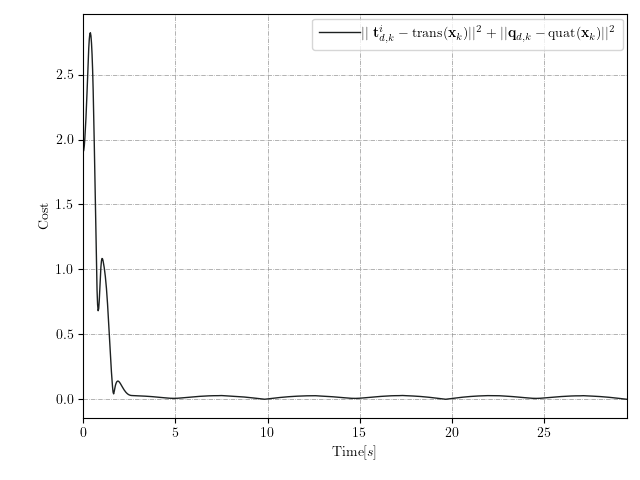 || t^i_{d,k} − trans(x_k)||² + ||q_{d,k} − quat(x_k)||²
Cost
2.5
2.0
1.5
1.0
0.5
0.0
0 5 10 15 20 25
Time[s]